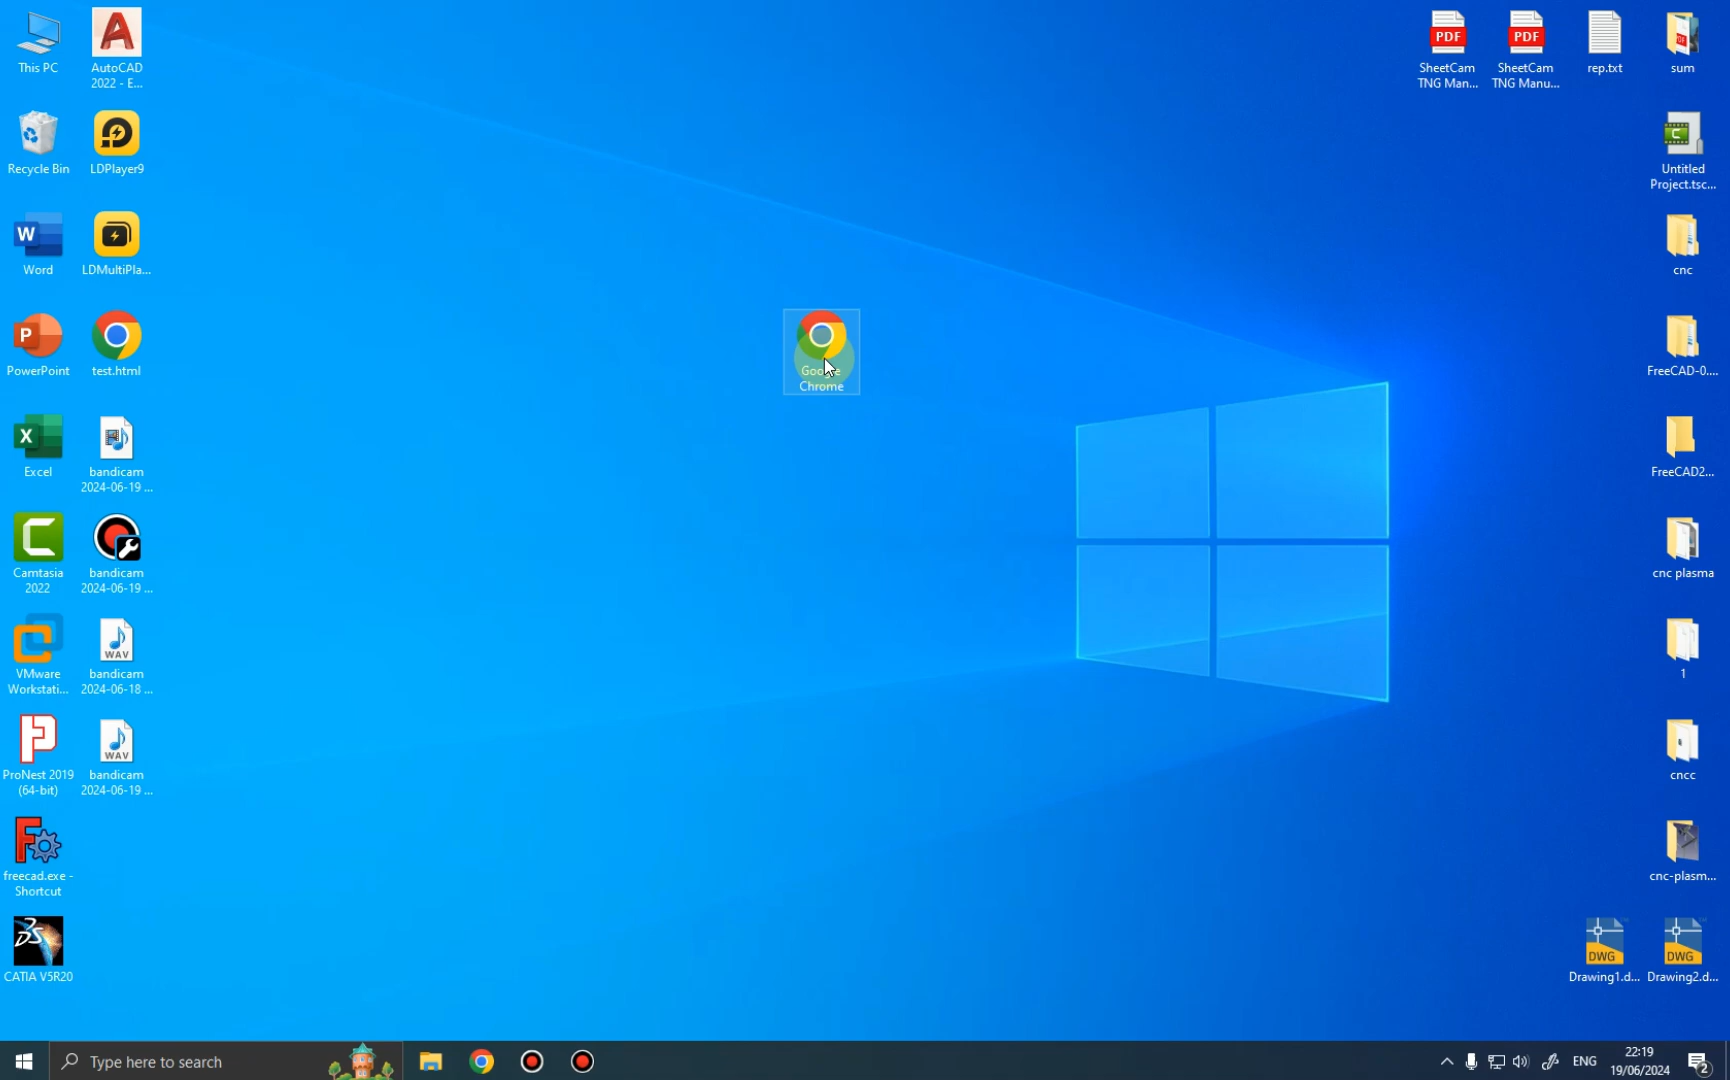 This PC
AutoCAD
2022 - E...
Recycle Bin
LDPlayer9
Word
LDMultiPla...
PowerPoint
test.html
Excel
bandicam
2024-06-19 ...
Camtasia
2022
bandicam
2024-06-19 ...
VMware
Workstati...
WAV
bandicam
2024-06-18 ...
ProNest 2019
(64-bit)
WAV
bandicam
2024-06-19 ...
freecad.exe -
Shortcut
CATIA V5R20
Google
Chrome
PDF
SheetCam
TNG Man...
PDF
SheetCam
TNG Manu...
rep.txt
sum
Untitled
Project.tsc...
cnc
FreeCAD-0....
FreeCAD2...
cnc plasma
1
cncc
cnc-plasm...
DWG
Drawing1.d...
DWG
Drawing2.d...
Type here to search
ENG
22:19
19/06/2024
2